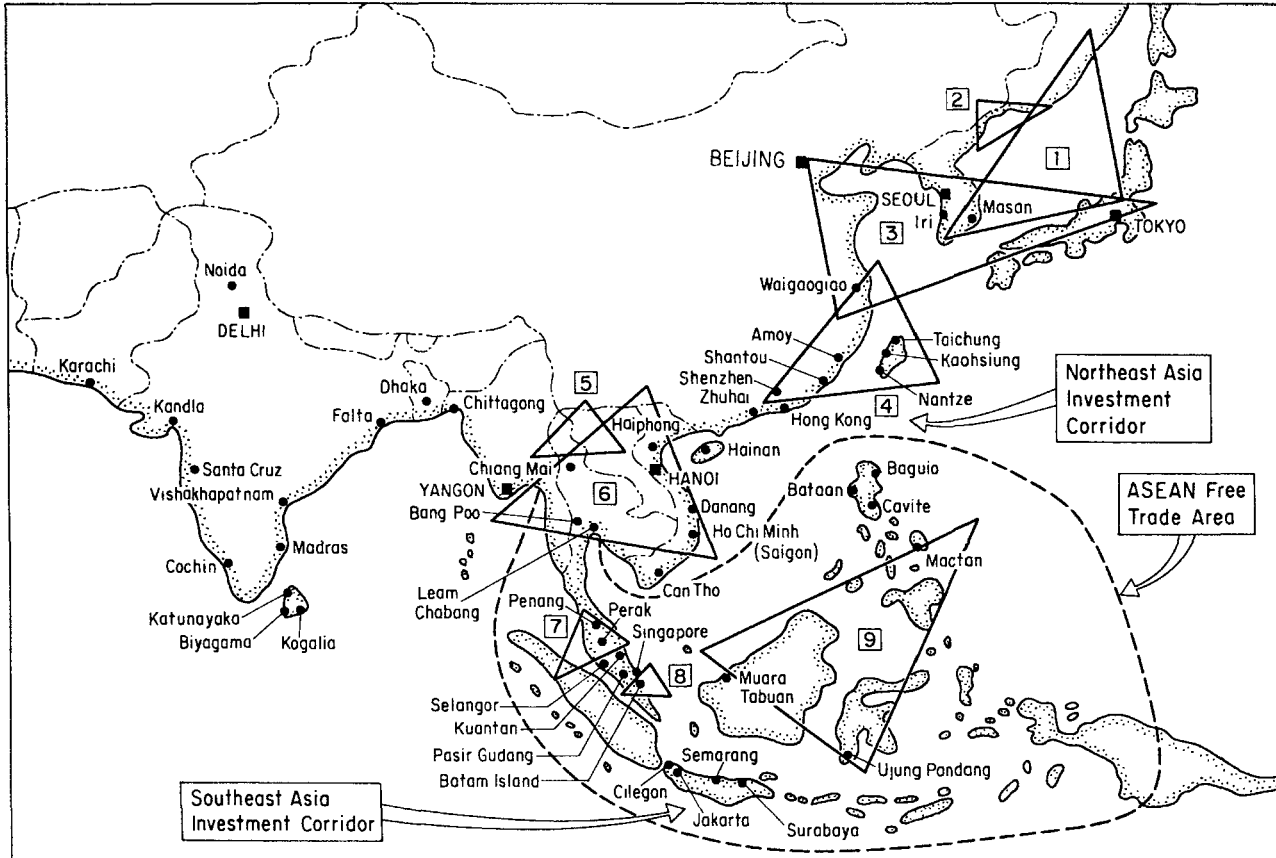 2
1
BEIJING
SEOUL
Iri
Masan
3
TOKYO
Noida
DELHI
Waigaogiao
Karachi
Kandla
Dhaka
Falta
Chittagong
Amoy
Shantou
Shenzhen
Zhuhai
Taichung
Kaohsiung
Nantze
4
Hong Kong
Northeast Asia
Investment
Corridor
5
Haiphong
Hainan
Santa Cruz
Vishakhapatnam
Chiang Mai
YANGON
HANOI
6
Bang Poo
Danang
Ho Chi Minh
(Saigon)
Baguio
Bataan
Cavite
ASEAN Free
Trade Area
Madras
Cochin
Katunayaka
Biyagama
Kogalia
Leam
Chabang
Can Tho
Mactan
Penang
Perak
7
Singapore
8
9
Selangor
Kuantan
Pasir Gudang
Batam Island
Muara
Tabuan
Ujung Pandang
Semarang
Cilegon
Jakarta
Surabaya
Southeast Asia
Investment Corridor